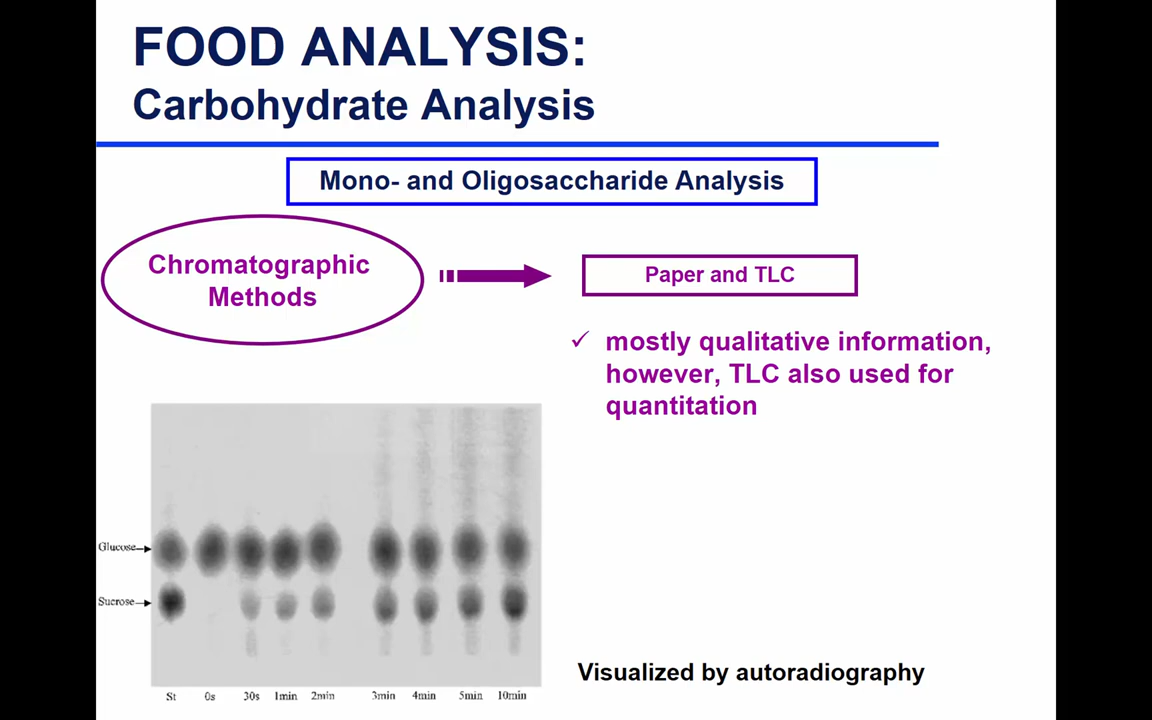 FOOD ANALYSIS:
Carbohydrate Analysis
Mono- and Oligosaccharide Analysis
Chromatographic
Methods
Paper and TLC
✓ mostly qualitative information,
however, TLC also used for
quantitation
Glucose
Sucrose
St 0s 30s 1min 2min 3min 4min 5min 10min
Visualized by autoradiography